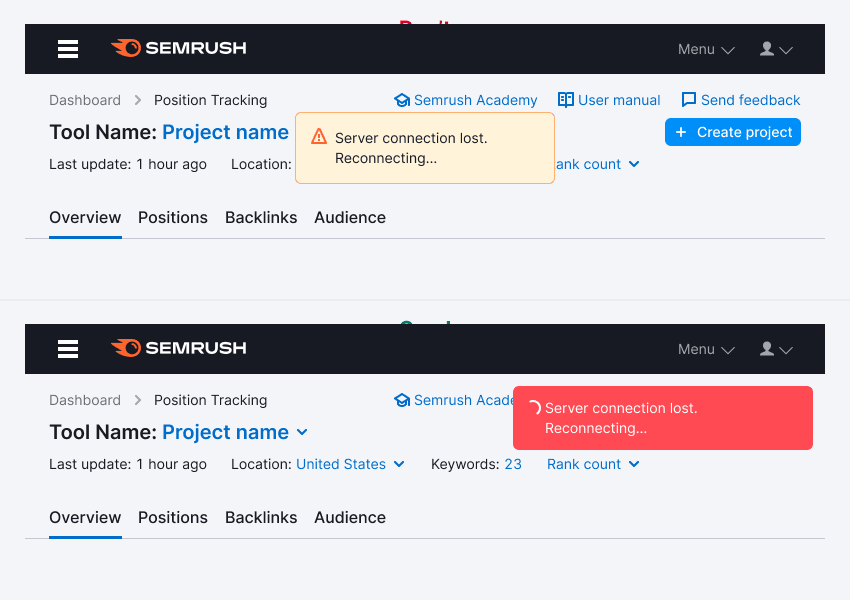 SEMRUSH
Menu
Dashboard
Position Tracking
Semrush Academy
User manual
Send feedback
Tool Name: Project name
Server connection lost.
Reconnecting...
+ Create project
Last update: 1 hour ago
Location:
ank count
Overview
Positions
Backlinks
Audience
SEMRUSH
Menu
Dashboard
Position Tracking
Semrush Acade
Server connection lost.
Reconnecting...
Tool Name: Project name
Last update: 1 hour ago
Location: United States
Keywords: 23
Rank count
Overview
Positions
Backlinks
Audience